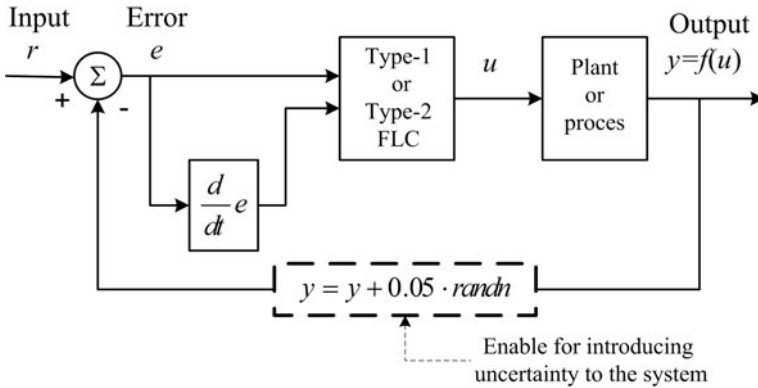 Input
r
Error
e
Output
y=f(u)
Σ
+
-
Type-1
or
Type-2
FLC
u
Plant
or
proces
d
dt
e
y = y + 0.05 · randn
Enable for introducing
uncertainty to the system